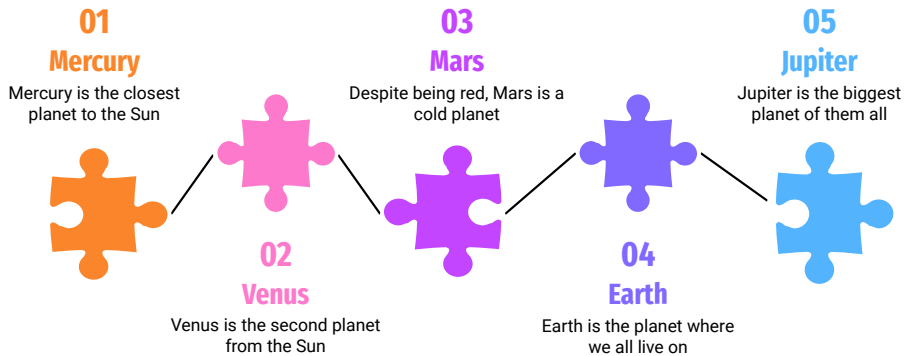 01
Mercury
Mercury is the closest
planet to the Sun
02
Venus
Venus is the second planet
from the Sun
03
Mars
Despite being red, Mars is a
cold planet
04
Earth
Earth is the planet where
we all live on
05
Jupiter
Jupiter is the biggest
planet of them all